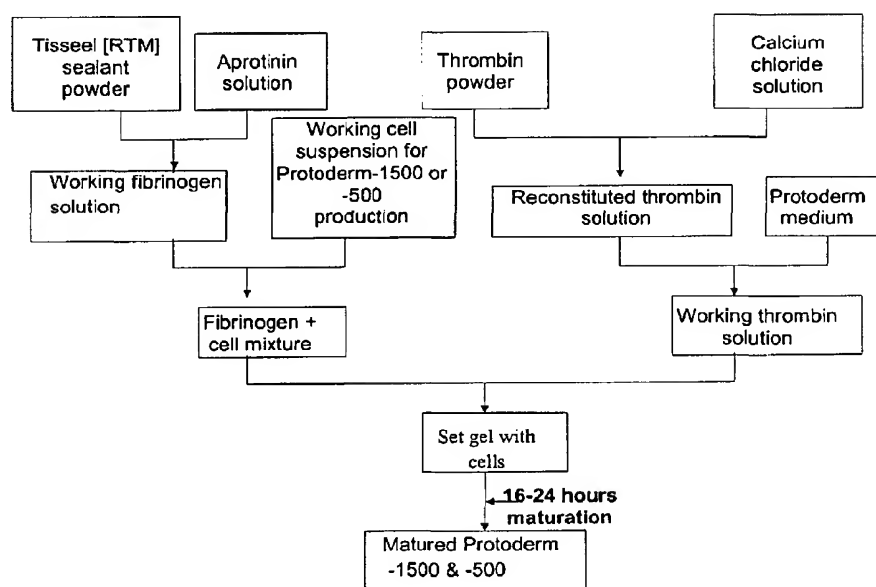 Tisseel [RTM]
sealant
powder
Aprotinin
solution
Thrombin
powder
Calcium
chloride
solution
Working fibrinogen
solution
Working cell
suspension for
Protoderm-1500 or
-500
production
Reconstituted thrombin
solution
Protoderm
medium
Fibrinogen +
cell mixture
Working thrombin
solution
Set gel with
cells
16-24 hours
maturation
Matured Protoderm
-1500 & -500